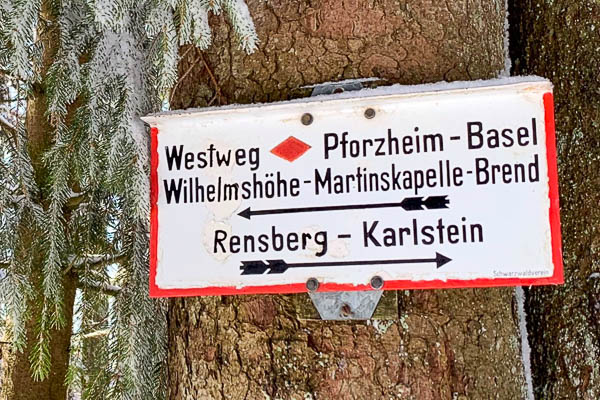 Westweg Pforzheim - Basel
Wilhelmshöhe - Martinskapelle - Brend
Rensberg - Karlstein
Schwarzwaldverein